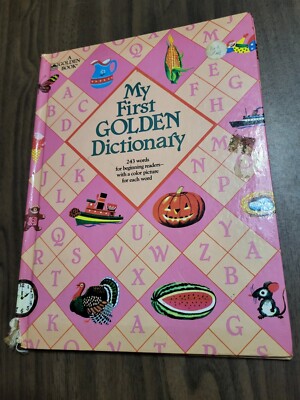 A
GOLDEN
BOOK
My
First
GOLDEN
Dictionary
243 words
for beginning readers—
with a color picture
for each word